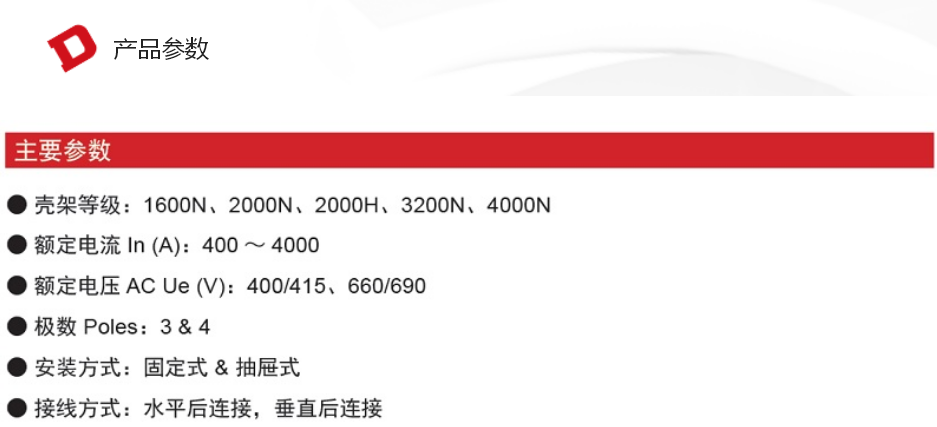 产品参数
主要参数
● 壳架等级：1600N、2000N、2000H、3200N、4000N
● 额定电流 In (A)：400 ～ 4000
● 额定电压 AC Ue (V)：400/415、660/690
● 极数 Poles：3 & 4
● 安装方式：固定式 & 抽屉式
● 接线方式：水平后连接，垂直后连接